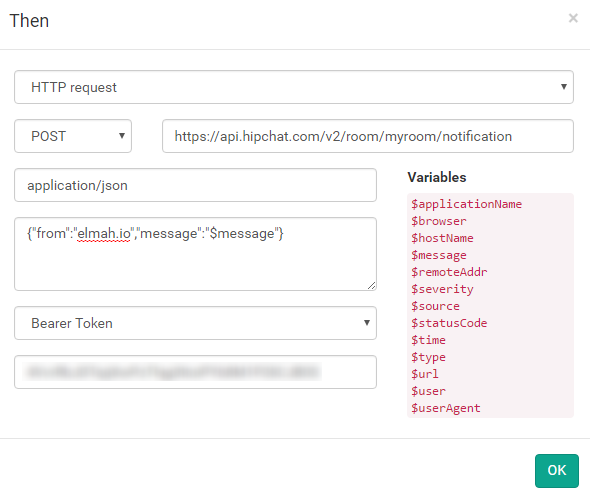 Then
×
HTTP request
POST
https://api.hipchat.com/v2/room/myroom/notification
application/json
{"from":"elmah.io","message":"$message"}
Bearer Token
Variables
$applicationName
$browser
$hostName
$message
$remoteAddr
$severity
$source
$statusCode
$time
$type
$url
$user
$userAgent
OK